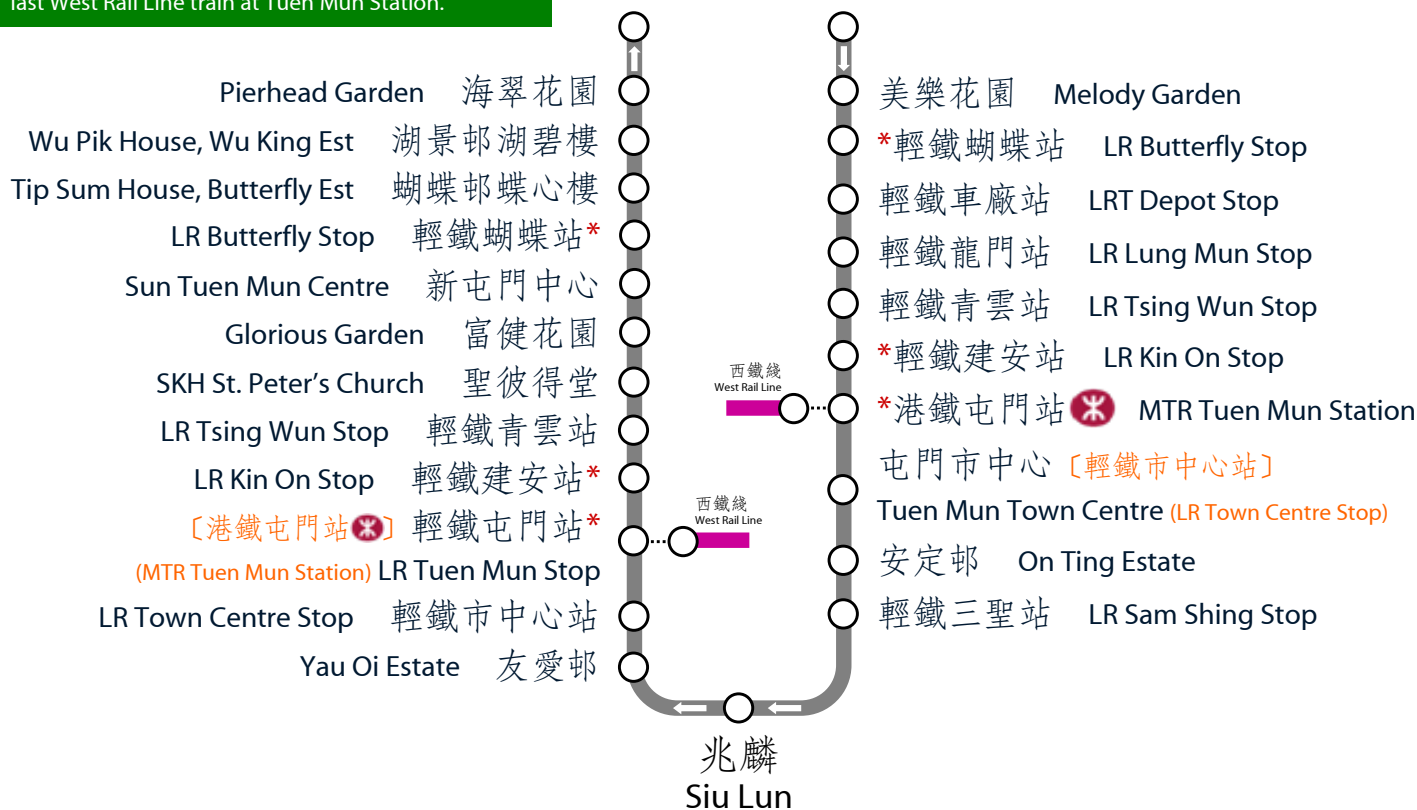 last West Rail Line train at Tuen Mun Station.
Pierhead Garden 海翠花園
Wu Pik House, Wu King Est 湖景邨湖碧樓
Tip Sum House, Butterfly Est 蝴蝶邨蝶心樓
LR Butterfly Stop 輕鐵蝴蝶站*
Sun Tuen Mun Centre 新屯門中心
Glorious Garden 富健花園
SKH St. Peter's Church 聖彼得堂
LR Tsing Wun Stop 輕鐵青雲站
LR Kin On Stop 輕鐵建安站*
〔港鐵屯門站〕輕鐵屯門站*
(MTR Tuen Mun Station) LR Tuen Mun Stop
LR Town Centre Stop 輕鐵市中心站
Yau Oi Estate 友愛邨
西鐵綫
West Rail Line
西鐵綫
West Rail Line
美樂花園 Melody Garden
*輕鐵蝴蝶站 LR Butterfly Stop
輕鐵車廠站 LRT Depot Stop
輕鐵龍門站 LR Lung Mun Stop
輕鐵青雲站 LR Tsing Wun Stop
*輕鐵建安站 LR Kin On Stop
*港鐵屯門站 MTR Tuen Mun Station
屯門市中心〔輕鐵市中心站〕
Tuen Mun Town Centre (LR Town Centre Stop)
安定邨 On Ting Estate
輕鐵三聖站 LR Sam Shing Stop
兆麟
Siu Lun